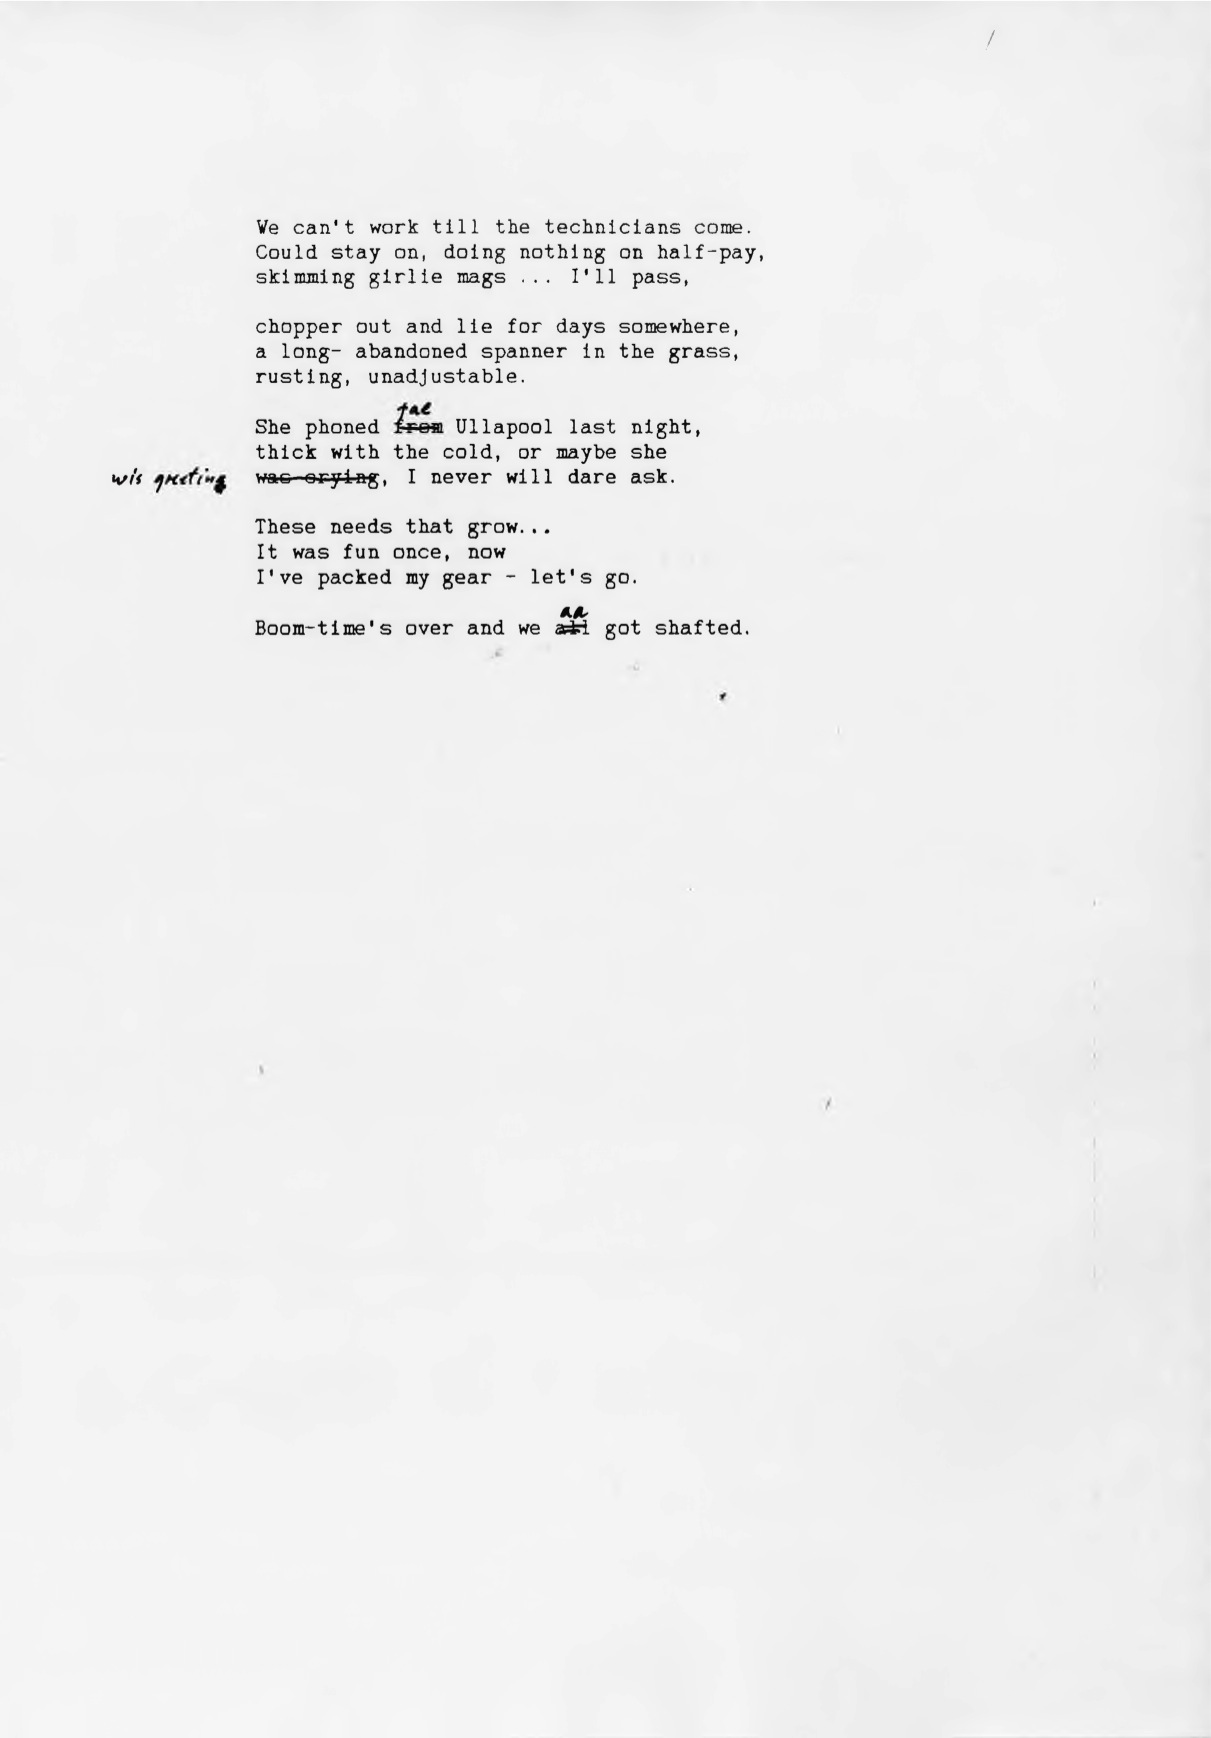 We can't work till the technicians come.
Could stay on, doing nothing on half-pay,
skimming girlie mags ... I'll pass,
chopper out and lie for days somewhere,
a long- abandoned spanner in the grass,
rusting, unadjustable.
fae
She phoned from Ullapool last night,
thick with the cold, or maybe she
wis greeting was crying, I never will dare ask.
These needs that grow...
It was fun once, now
I've packed my gear - let's go.
aa
Boom-time's over and we all got shafted.